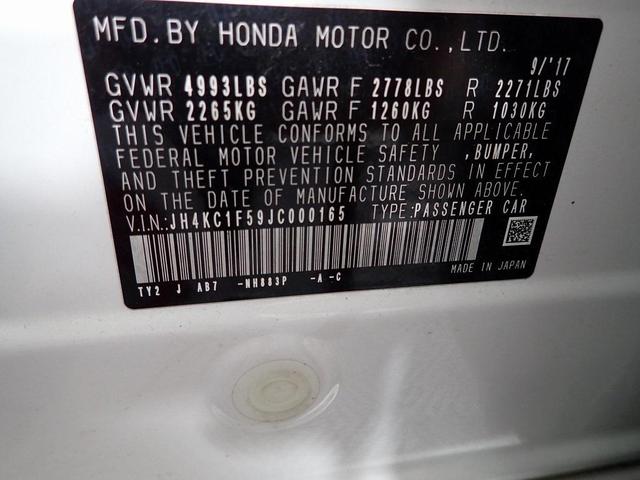 MFD.BY HONDA MOTOR CO.,LTD.
9/'17
GVWR 4993LBS GAWR F 2778LBS R 2271LBS
GVWR 2265KG GAWR F 1260KG R 1030KG
THIS VEHICLE CONFORMS TO ALL APPLICABLE
FEDERAL MOTOR VEHICLE SAFETY ,BUMPER,
AND THEFT PREVENTION STANDARDS IN EFFECT
ON THE DATE OF MANUFACTURE SHOWN ABOVE.
V.IN.:JH4KC1F59JC000165 TYPE:PASSENGER CAR
TY2 J AB7 -NH883P -A -C
MADE IN JAPAN